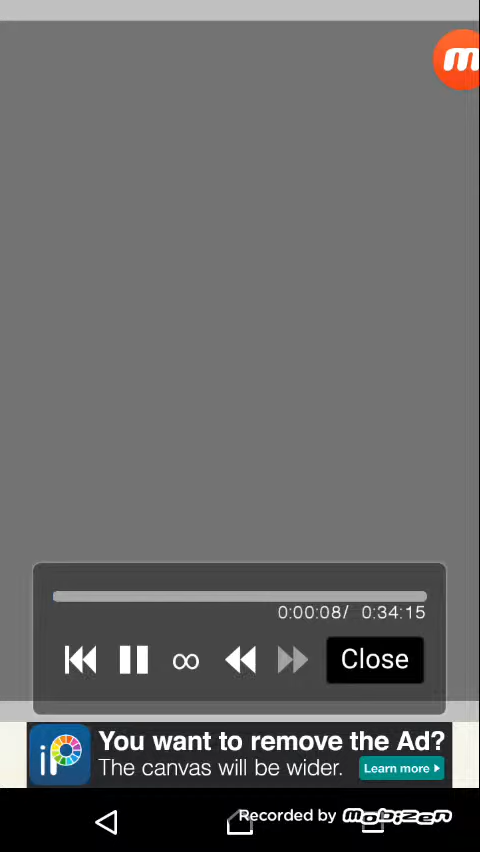 m
0:00:08/ 0:34:15
Close
iP
You want to remove the Ad?
The canvas will be wider.
Learn more
Recorded by Mobizen